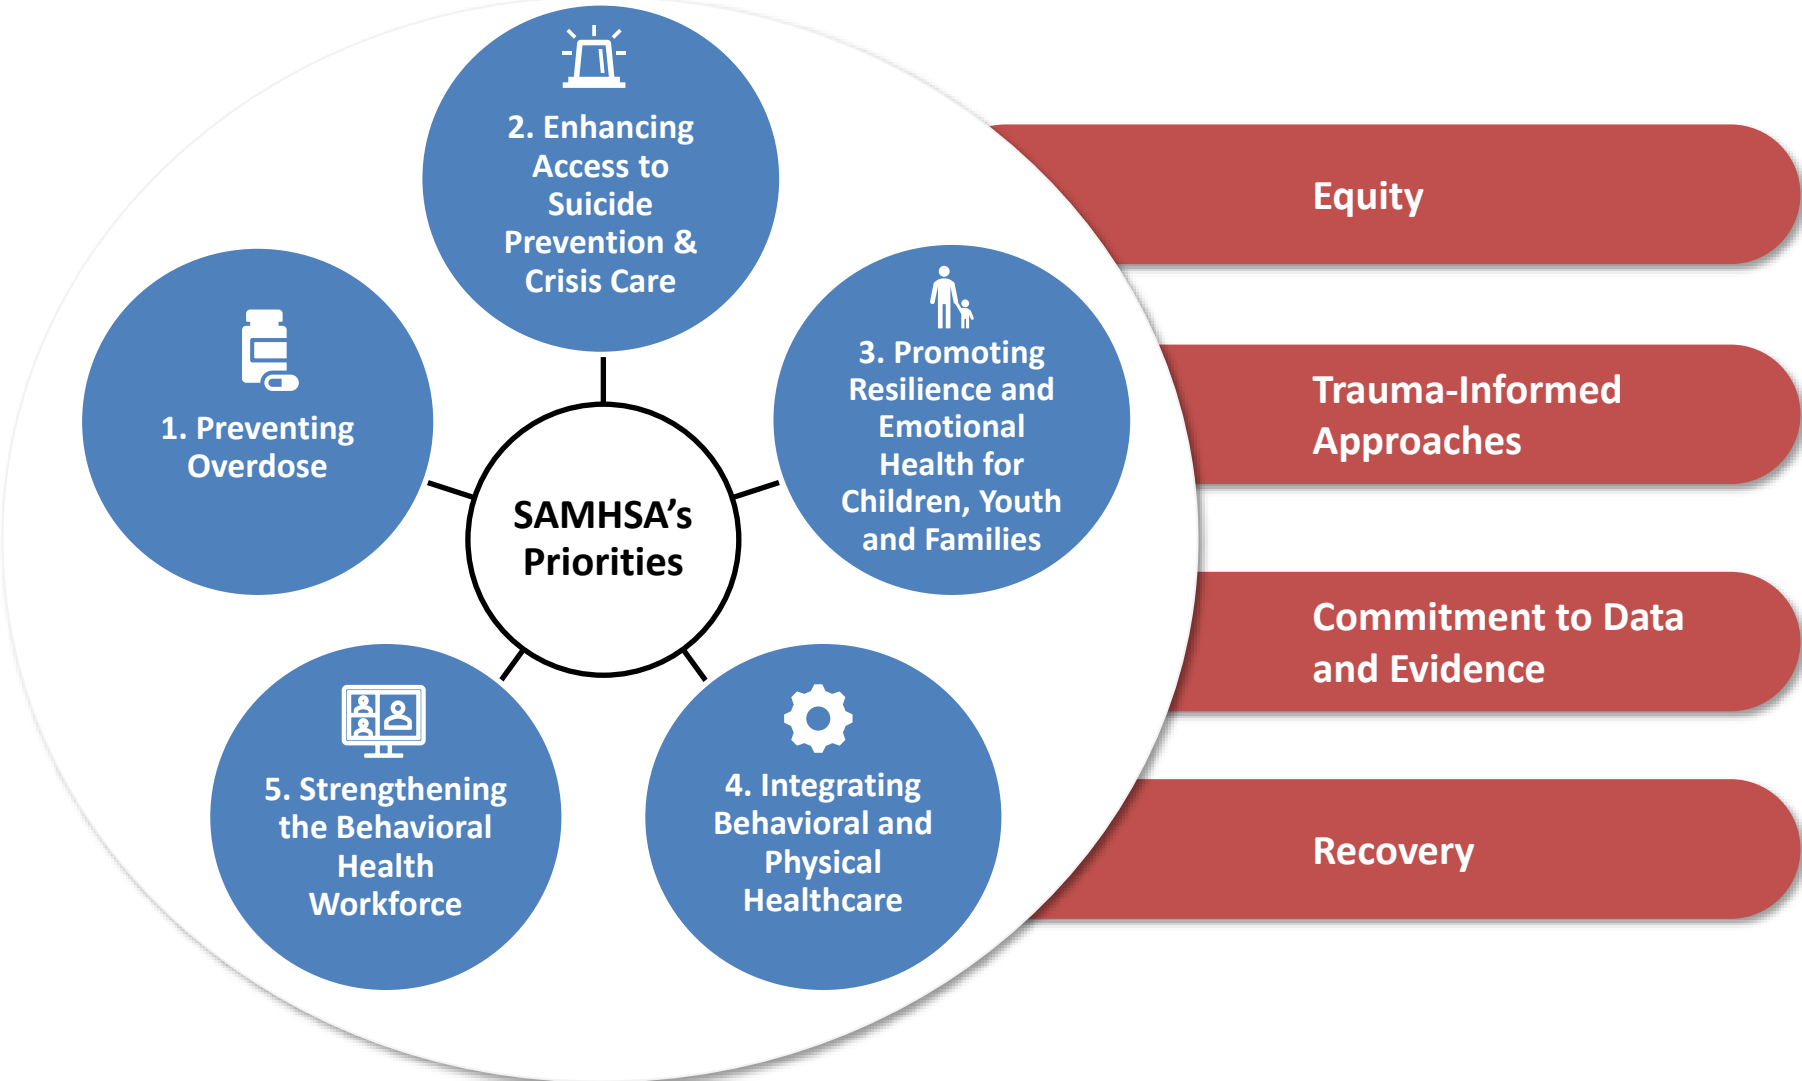 SAMHSA’s
Priorities
1. Preventing
Overdose
2. Enhancing
Access to
Suicide
Prevention &
Crisis Care
3. Promoting
Resilience and
Emotional
Health for
Children, Youth
and Families
4. Integrating
Behavioral and
Physical
Healthcare
5. Strengthening
the Behavioral
Health
Workforce
Equity
Trauma-Informed
Approaches
Commitment to Data
and Evidence
Recovery